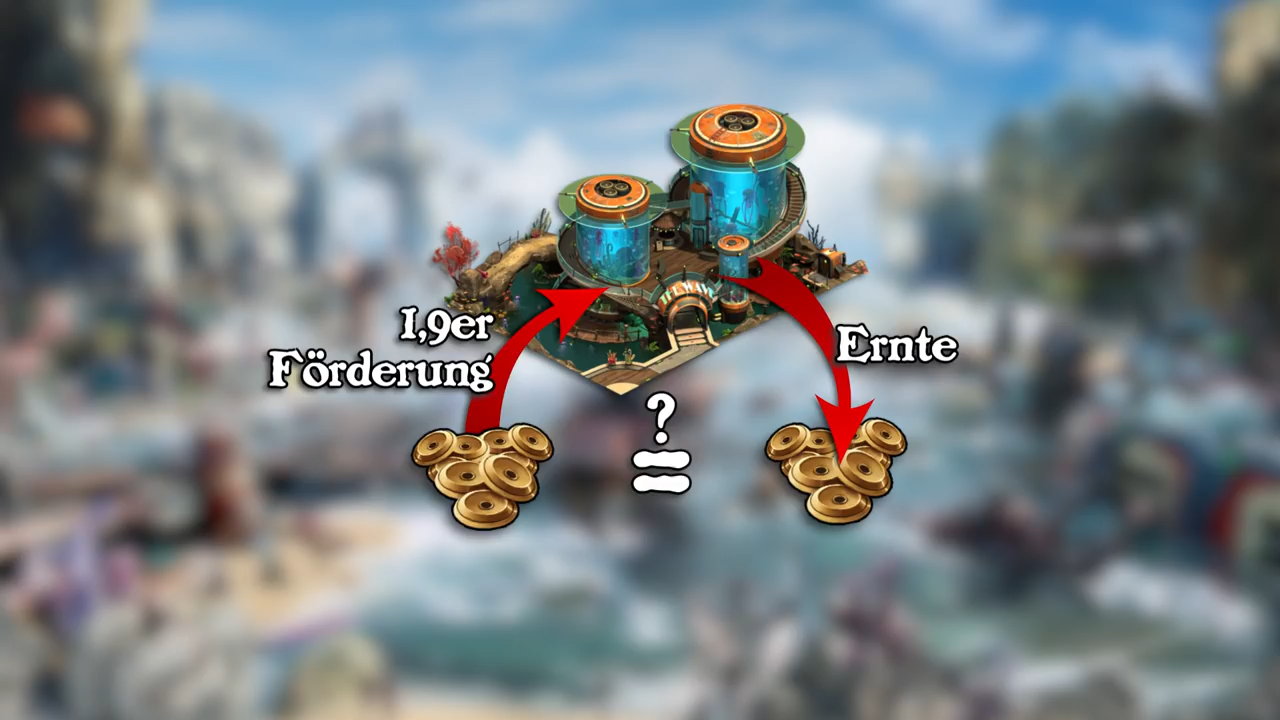 1,9er
Förderung
Ernte
?
=